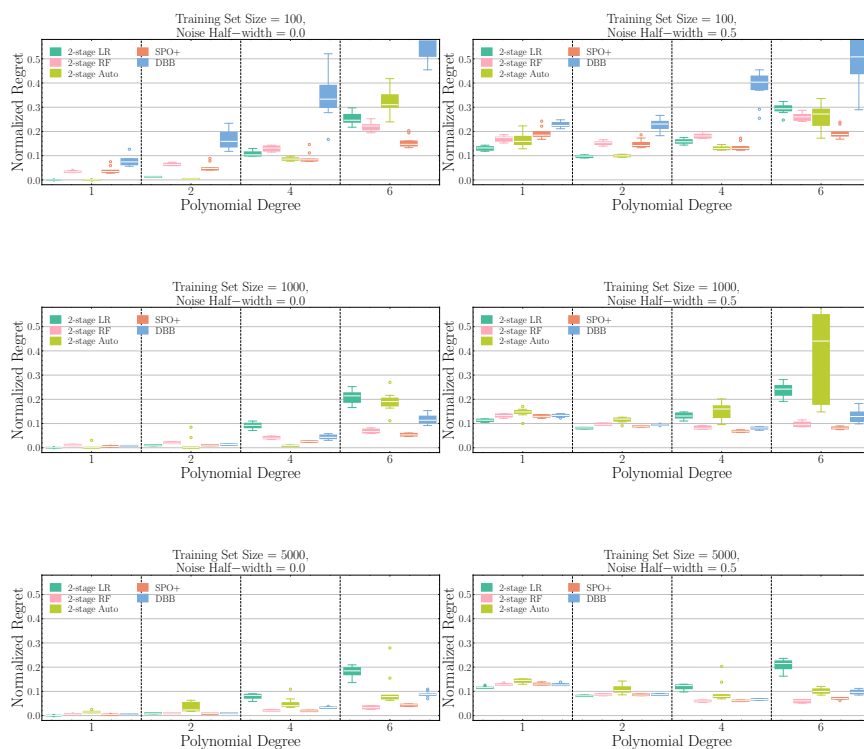 Training Set Size = 100,
Noise Half−width = 0.0
2-stage LR
2-stage RF
2-stage Auto
SPO+
DBB
Normalized Regret
0.5
0.4
0.3
0.2
0.1
0.0
1
2
4
6
Polynomial Degree
Training Set Size = 100,
Noise Half−width = 0.5
2-stage LR
2-stage RF
2-stage Auto
SPO+
DBB
Normalized Regret
0.5
0.4
0.3
0.2
0.1
0.0
1
2
4
6
Polynomial Degree
Training Set Size = 1000,
Noise Half−width = 0.0
2-stage LR
2-stage RF
2-stage Auto
SPO+
DBB
Normalized Regret
0.5
0.4
0.3
0.2
0.1
0.0
1
2
4
6
Polynomial Degree
Training Set Size = 1000,
Noise Half−width = 0.5
2-stage LR
2-stage RF
2-stage Auto
SPO+
DBB
Normalized Regret
0.5
0.4
0.3
0.2
0.1
0.0
1
2
4
6
Polynomial Degree
Training Set Size = 5000,
Noise Half−width = 0.0
2-stage LR
2-stage RF
2-stage Auto
SPO+
DBB
Normalized Regret
0.5
0.4
0.3
0.2
0.1
0.0
1
2
4
6
Polynomial Degree
Training Set Size = 5000,
Noise Half−width = 0.5
2-stage LR
2-stage RF
2-stage Auto
SPO+
DBB
Normalized Regret
0.5
0.4
0.3
0.2
0.1
0.0
1
2
4
6
Polynomial Degree